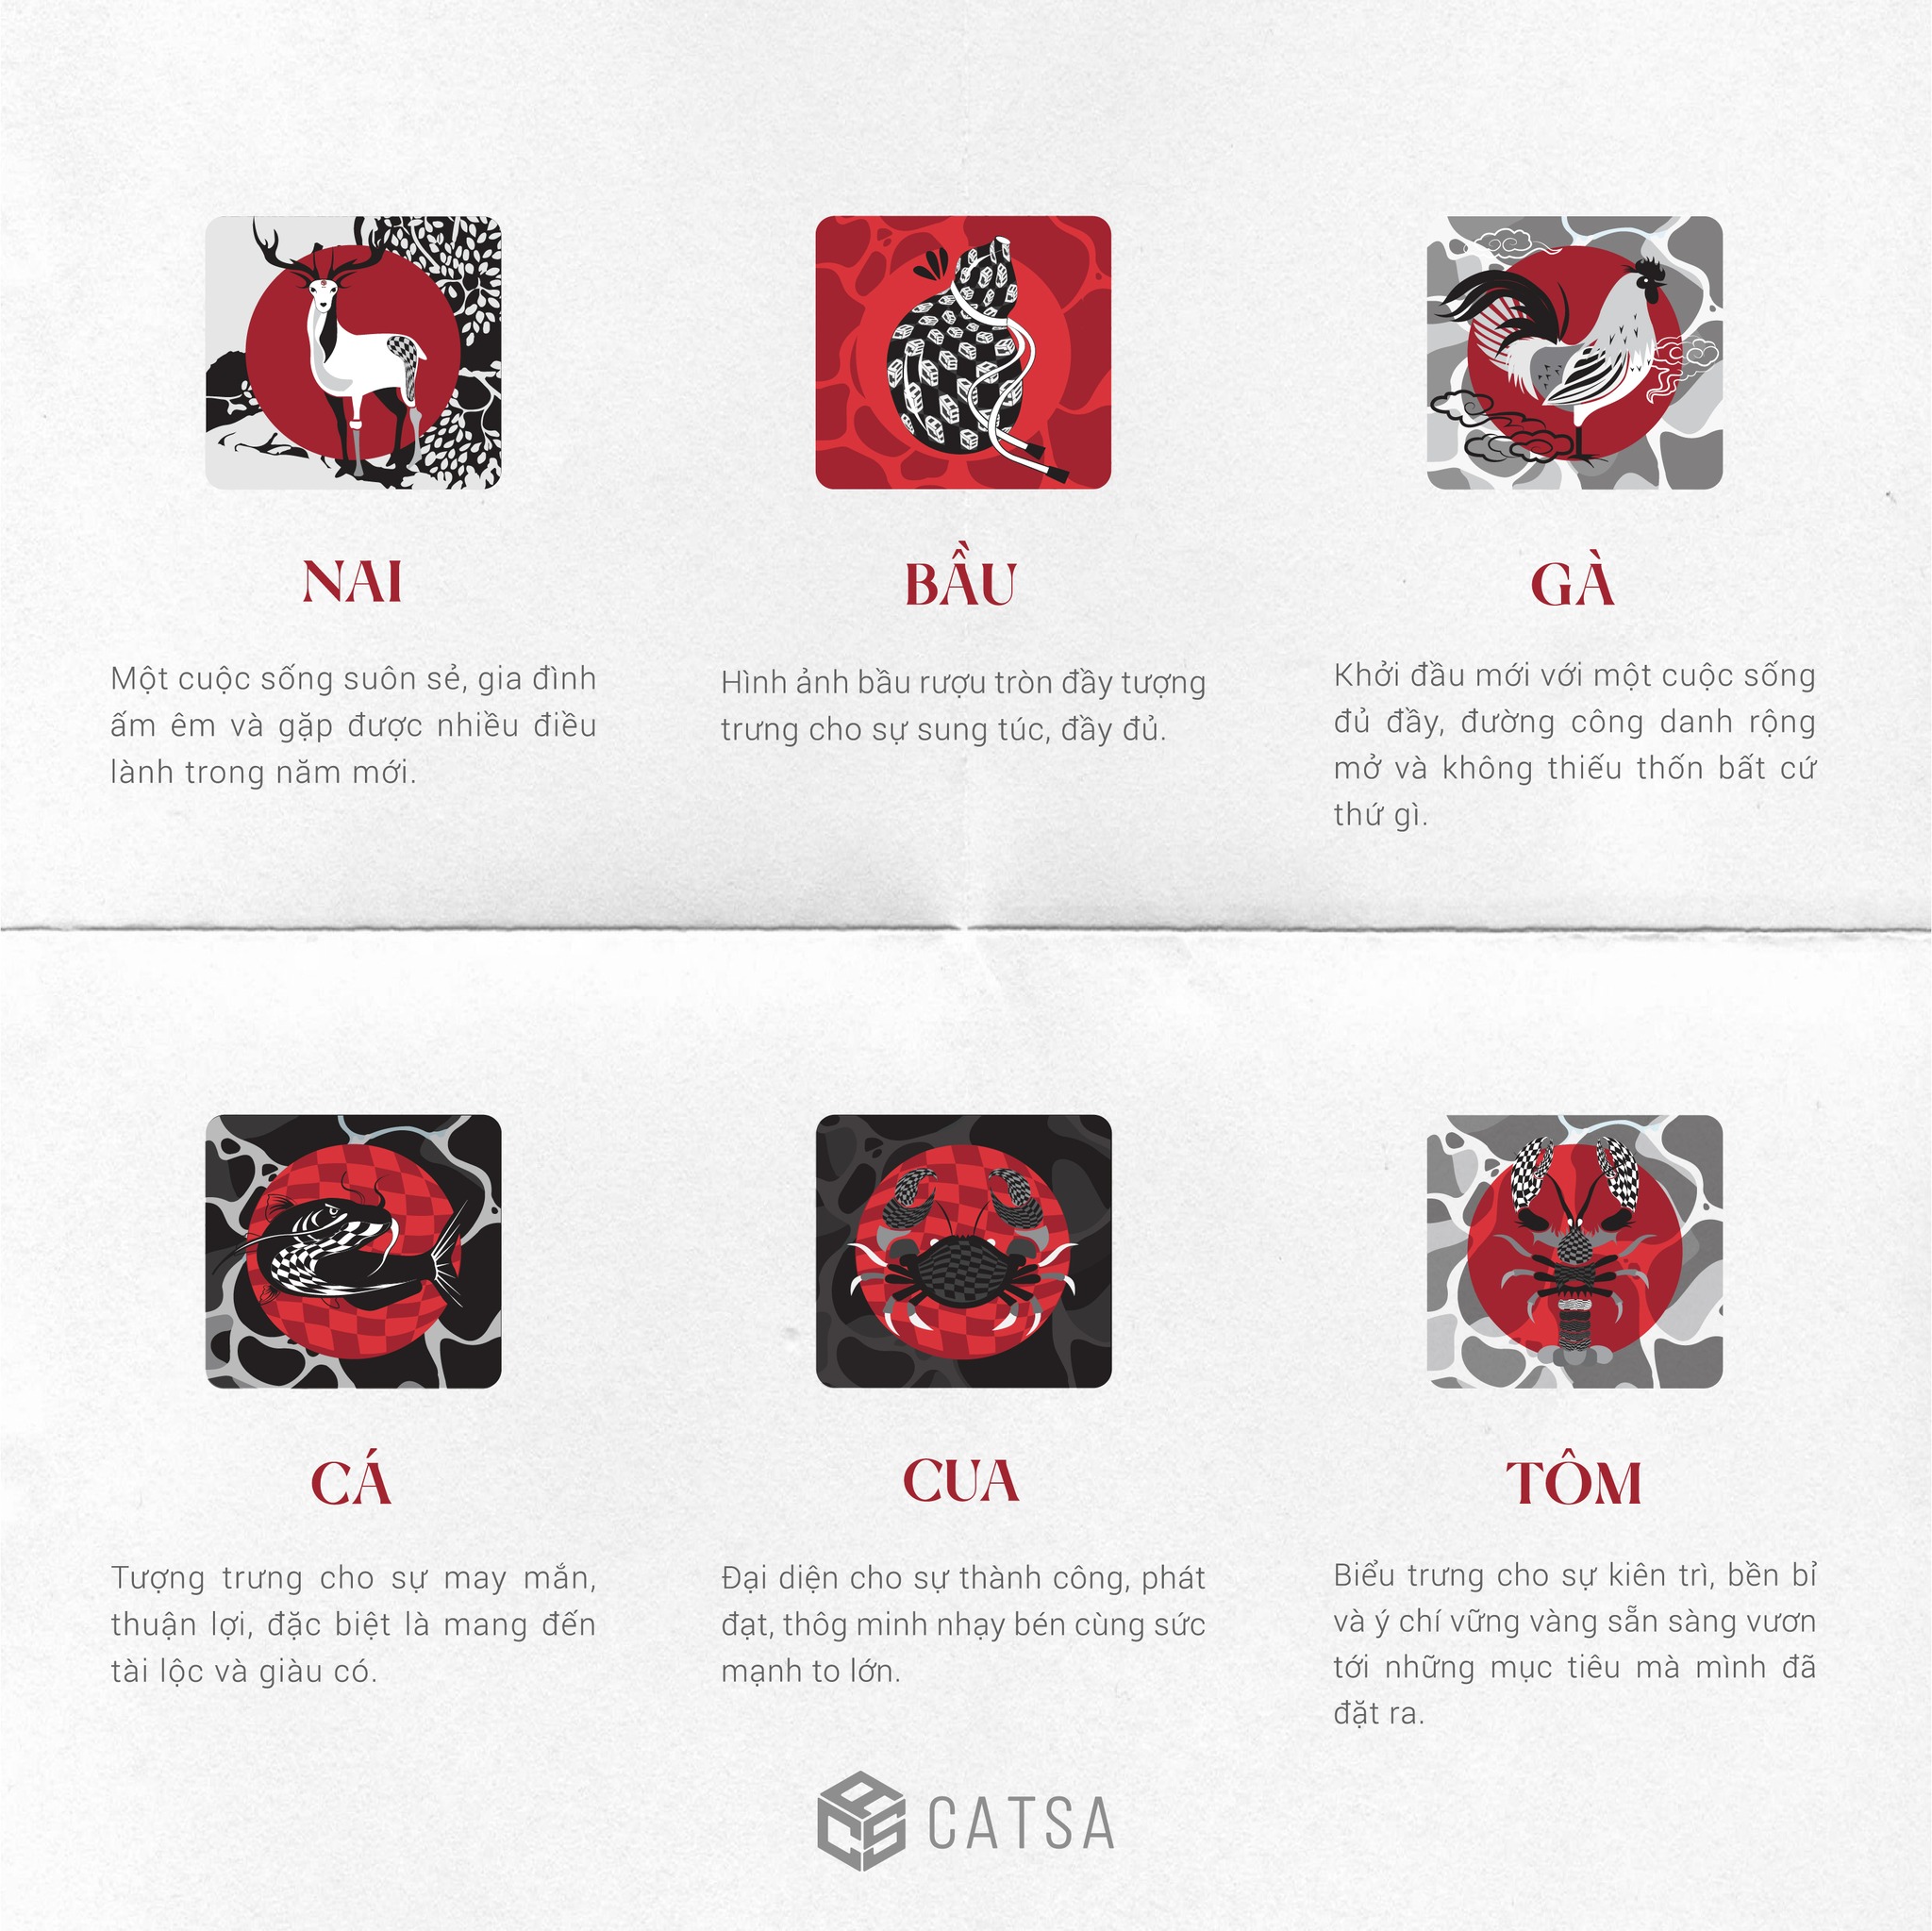 NAI
Một cuộc sống suôn sẻ, gia đình
ấm êm và gặp được nhiều điều
lành trong năm mới.
BẦU
Hình ảnh bầu rượu tròn đầy tượng
trưng cho sự sung túc, đầy đủ.
GÀ
Khởi đầu mới với một cuộc sống
đủ đầy, đường công danh rộng
mở và không thiếu thốn bất cứ
thứ gì.
CÁ
Tượng trưng cho sự may mắn,
thuận lợi, đặc biệt là mang đến
tài lộc và giàu có.
CUA
Đại diện cho sự thành công, phát
đạt, thôg minh nhạy bén cùng sức
mạnh to lớn.
TÔM
Biểu trưng cho sự kiên trì, bền bỉ
và ý chí vững vàng sẵn sàng vươn
tới những mục tiêu mà mình đã
đặt ra.
CATSA